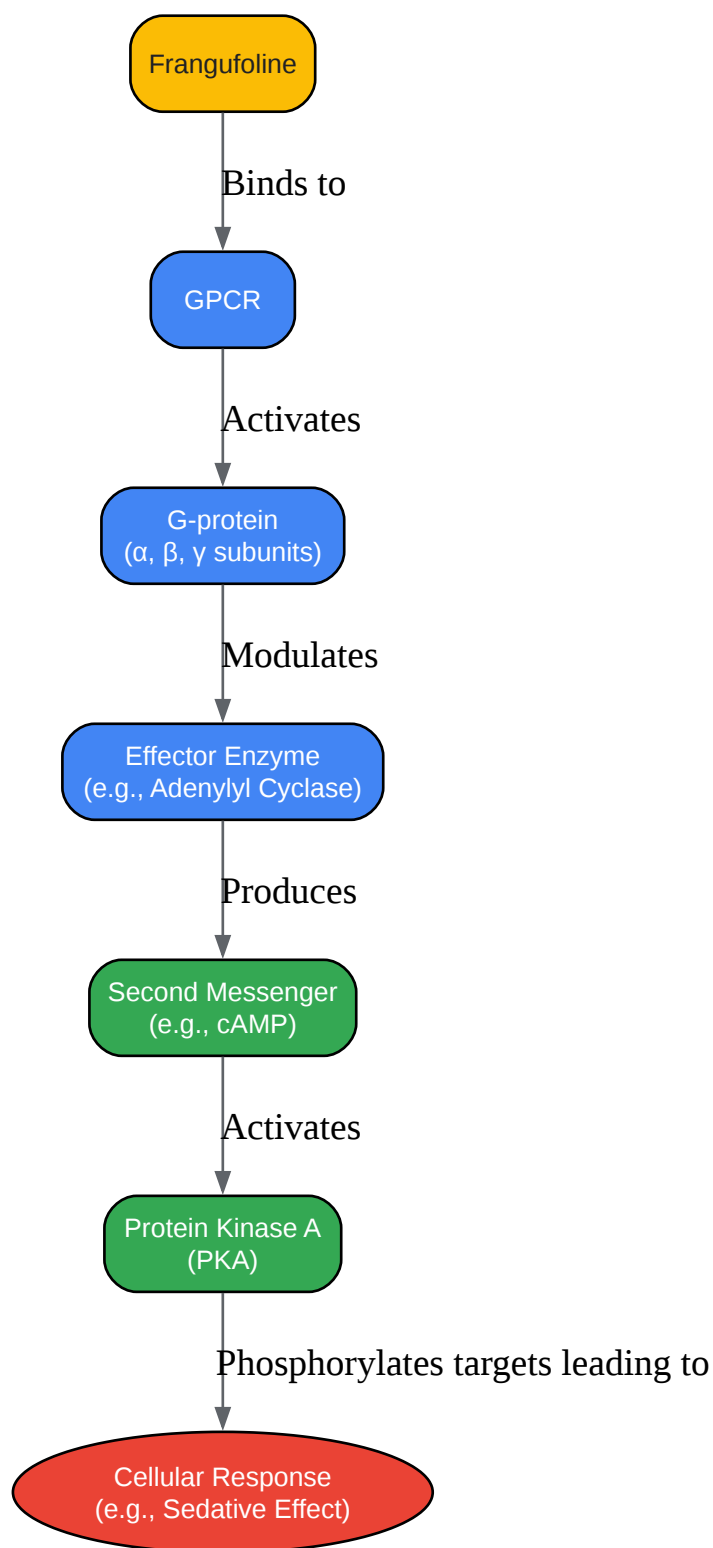 Frangufoline
Binds to
GPCR
Activates
G-protein
(α, β, γ subunits)
Modulates
Effector Enzyme
(e.g., Adenylyl Cyclase)
Produces
Second Messenger
(e.g., cAMP)
Activates
Protein Kinase A
(PKA)
Phosphorylates targets leading to
Cellular Response
(e.g., Sedative Effect)